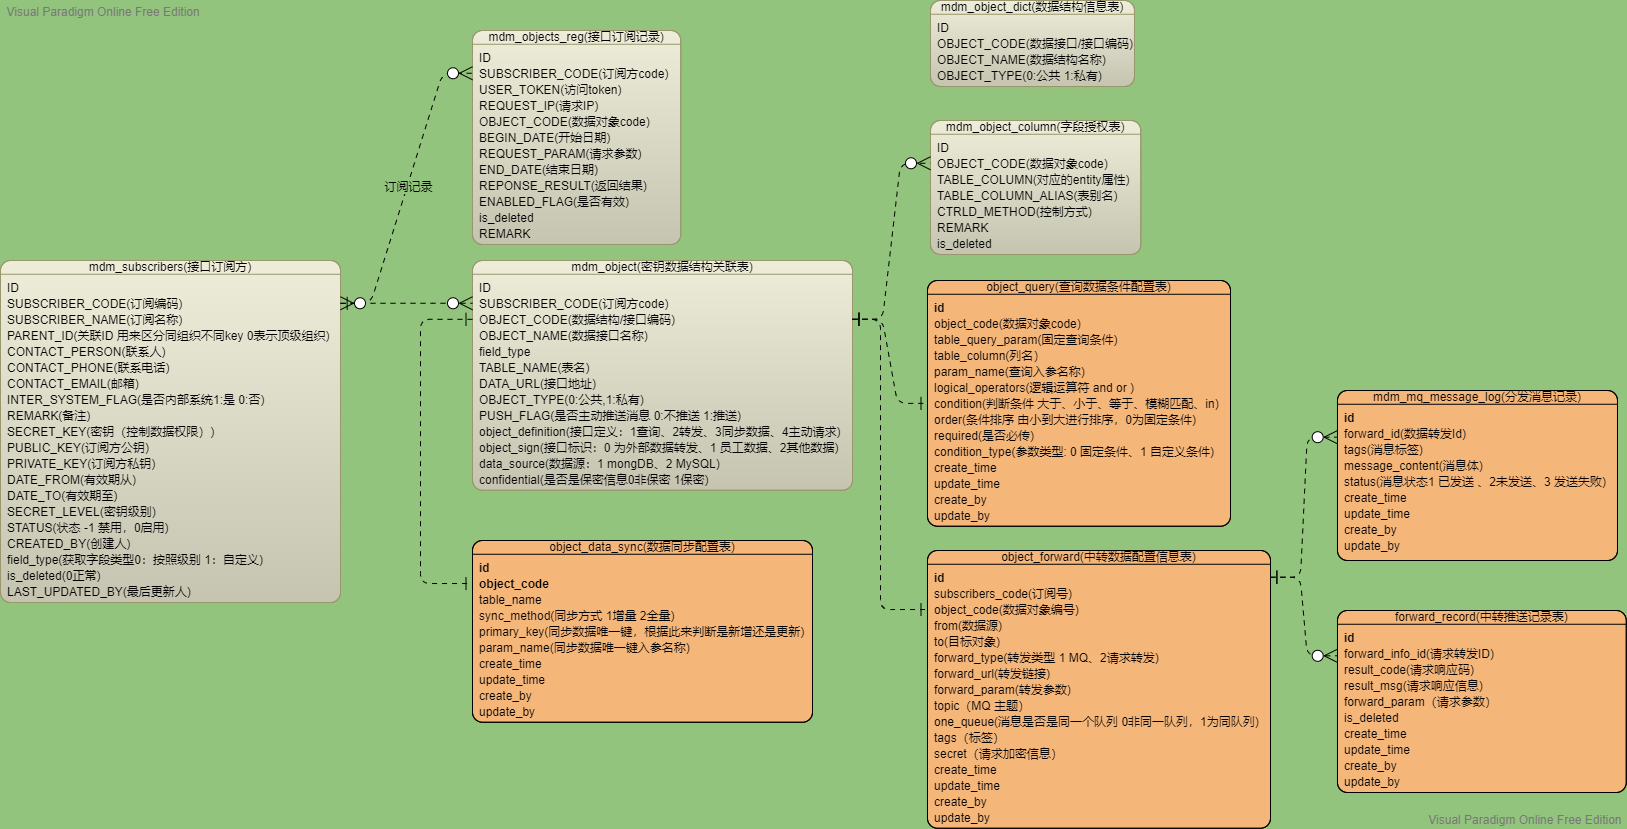 Visual Paradigm Online Free Edition
mdm_objects_reg(接口订阅记录)
ID
SUBSCRIBER_CODE(订阅方code)
USER_TOKEN(访问token)
REQUEST_IP(请求IP)
OBJECT_CODE(数据对象code)
BEGIN_DATE(开始日期)
REQUEST_PARAM(请求参数)
END_DATE(结束日期)
REPONSE_RESULT(返回结果)
ENABLED_FLAG(是否有效)
is_deleted
REMARK
mdm_object_dict(数据结构信息表)
ID
OBJECT_CODE(数据接口/接口编码)
OBJECT_NAME(数据结构名称)
OBJECT_TYPE(0:公共 1:私有)
mdm_object_column(字段授权表)
ID
OBJECT_CODE(数据对象code)
TABLE_COLUMN(对应的entity属性)
TABLE_COLUMN_ALIAS(表别名)
CTRLD_METHOD(控制方式)
REMARK
is_deleted
订阅记录
mdm_subscribers(接口订阅方)
ID
SUBSCRIBER_CODE(订阅编码)
SUBSCRIBER_NAME(订阅名称)
PARENT_ID(关联ID 用来区分同组织不同key 0表示顶级组织)
CONTACT_PERSON(联系人)
CONTACT_PHONE(联系电话)
CONTACT_EMAIL(邮箱)
INTER_SYSTEM_FLAG(是否内部系统1:是 0:否)
REMARK(备注)
SECRET_KEY(密钥（控制数据权限）)
PUBLIC_KEY(订阅方公钥)
PRIVATE_KEY(订阅方私钥)
DATE_FROM(有效期从)
DATE_TO(有效期至)
SECRET_LEVEL(密钥级别)
STATUS(状态 -1 禁用，0启用)
CREATED_BY(创建人)
field_type(获取字段类型0：按照级别 1：自定义)
is_deleted(0正常)
LAST_UPDATED_BY(最后更新人)
mdm_object(密钥数据结构关联表)
ID
SUBSCRIBER_CODE(订阅方code)
OBJECT_CODE(数据结构/接口编码)
OBJECT_NAME(数据接口名称)
field_type
TABLE_NAME(表名)
DATA_URL(接口地址)
OBJECT_TYPE(0:公共,1:私有)
PUSH_FLAG(是否主动推送消息 0:不推送 1:推送)
object_definition(接口定义：1查询、2转发、3同步数据、4主动请求)
object_sign(接口标识：0 为外部数据转发、1 员工数据、2其他数据)
data_source(数据源：1 mongDB、2 MySQL)
confidential(是否是保密信息0非保密 1保密)
object_data_sync(数据同步配置表)
id
object_code
table_name
sync_method(同步方式 1增量 2全量)
primary_key(同步数据唯一键，根据此来判断是新增还是更新)
param_name(同步数据唯一键入参名称)
create_time
update_time
create_by
update_by
object_query(查询数据条件配置表)
id
object_code(数据对象code)
table_query_param(固定查询条件)
table_column(列名)
param_name(查询入参名称)
logical_operators(逻辑运算符 and or )
condition(判断条件 大于、小于、等于、模糊匹配、in)
order(条件排序 由小到大进行排序，0为固定条件)
required(是否必传)
condition_type(参数类型: 0 固定条件、1 自定义条件)
create_time
update_time
create_by
update_by
object_forward(中转数据配置信息表)
id
subscribers_code(订阅号)
object_code(数据对象编号)
from(数据源)
to(目标对象)
forward_type(转发类型 1 MQ、2请求转发)
forward_url(转发链接)
forward_param(转发参数)
topic（MQ 主题）
one_queue(消息是否是同一个队列 0非同一队列，1为同队列)
tags（标签）
secret（请求加密信息）
create_time
update_time
create_by
update_by
mdm_mq_message_log(分发消息记录)
id
forward_id(数据转发Id)
tags(消息标签)
message_content(消息体)
status(消息状态1 已发送 、2未发送、3 发送失败)
create_time
update_time
create_by
update_by
forward_record(中转推送记录表)
id
forward_info_id(请求转发ID)
result_code(请求响应码)
result_msg(请求响应信息)
forward_param（请求参数）
is_deleted
create_time
update_time
create_by
update_by
Visual Paradigm Online Free Edition